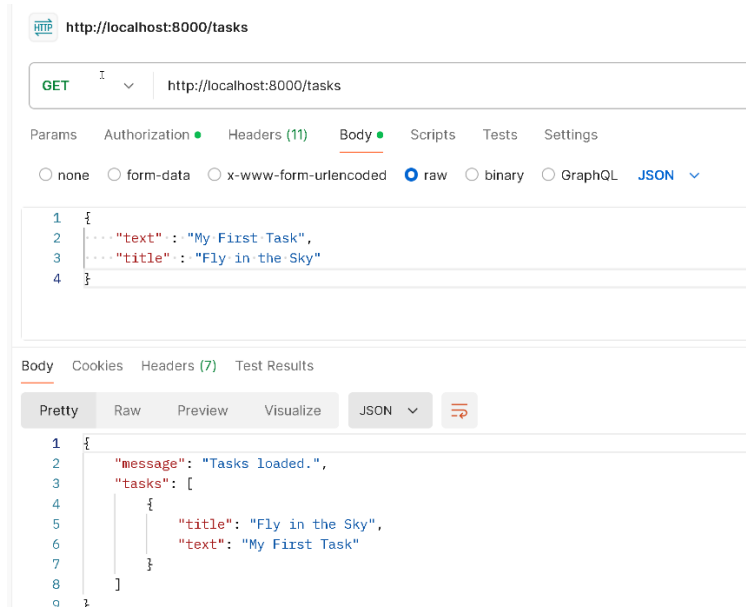 HTTP http://localhost:8000/tasks
GET http://localhost:8000/tasks
Params Authorization Headers (11) Body Scripts Tests Settings
none form-data x-www-form-urlencoded raw binary GraphQL JSON
1 {
2 "text" : "My First Task",
3 "title" : "Fly in the Sky"
4 }
Body Cookies Headers (7) Test Results
Pretty Raw Preview Visualize JSON
1 {
2 "message": "Tasks loaded.",
3 "tasks": [
4 {
5 "title": "Fly in the Sky",
6 "text": "My First Task"
7 }
8 ]
9 }